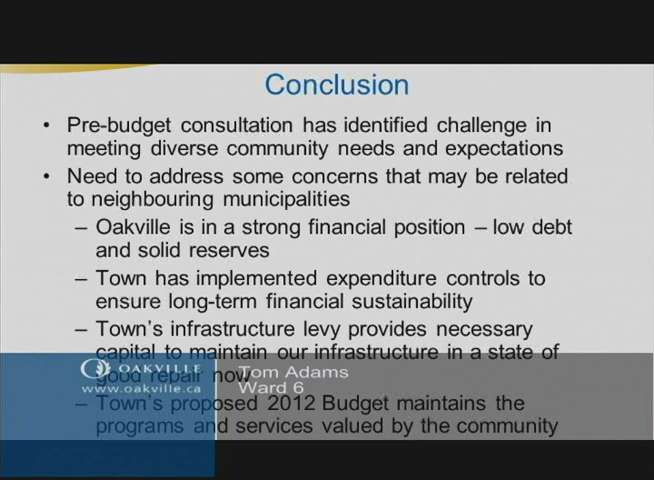 Conclusion
• Pre-budget consultation has identified challenge in
meeting diverse community needs and expectations
• Need to address some concerns that may be related
to neighbouring municipalities
– Oakville is in a strong financial position – low debt
and solid reserves
– Town has implemented expenditure controls to
ensure long-term financial sustainability
– Town's infrastructure levy provides necessary
capital to maintain our infrastructure in a state of
good repair now
– Town's proposed 2012 Budget maintains the
programs and services valued by the community
OAKVILLE
www.oakville.ca
Tom Adams
Ward 6